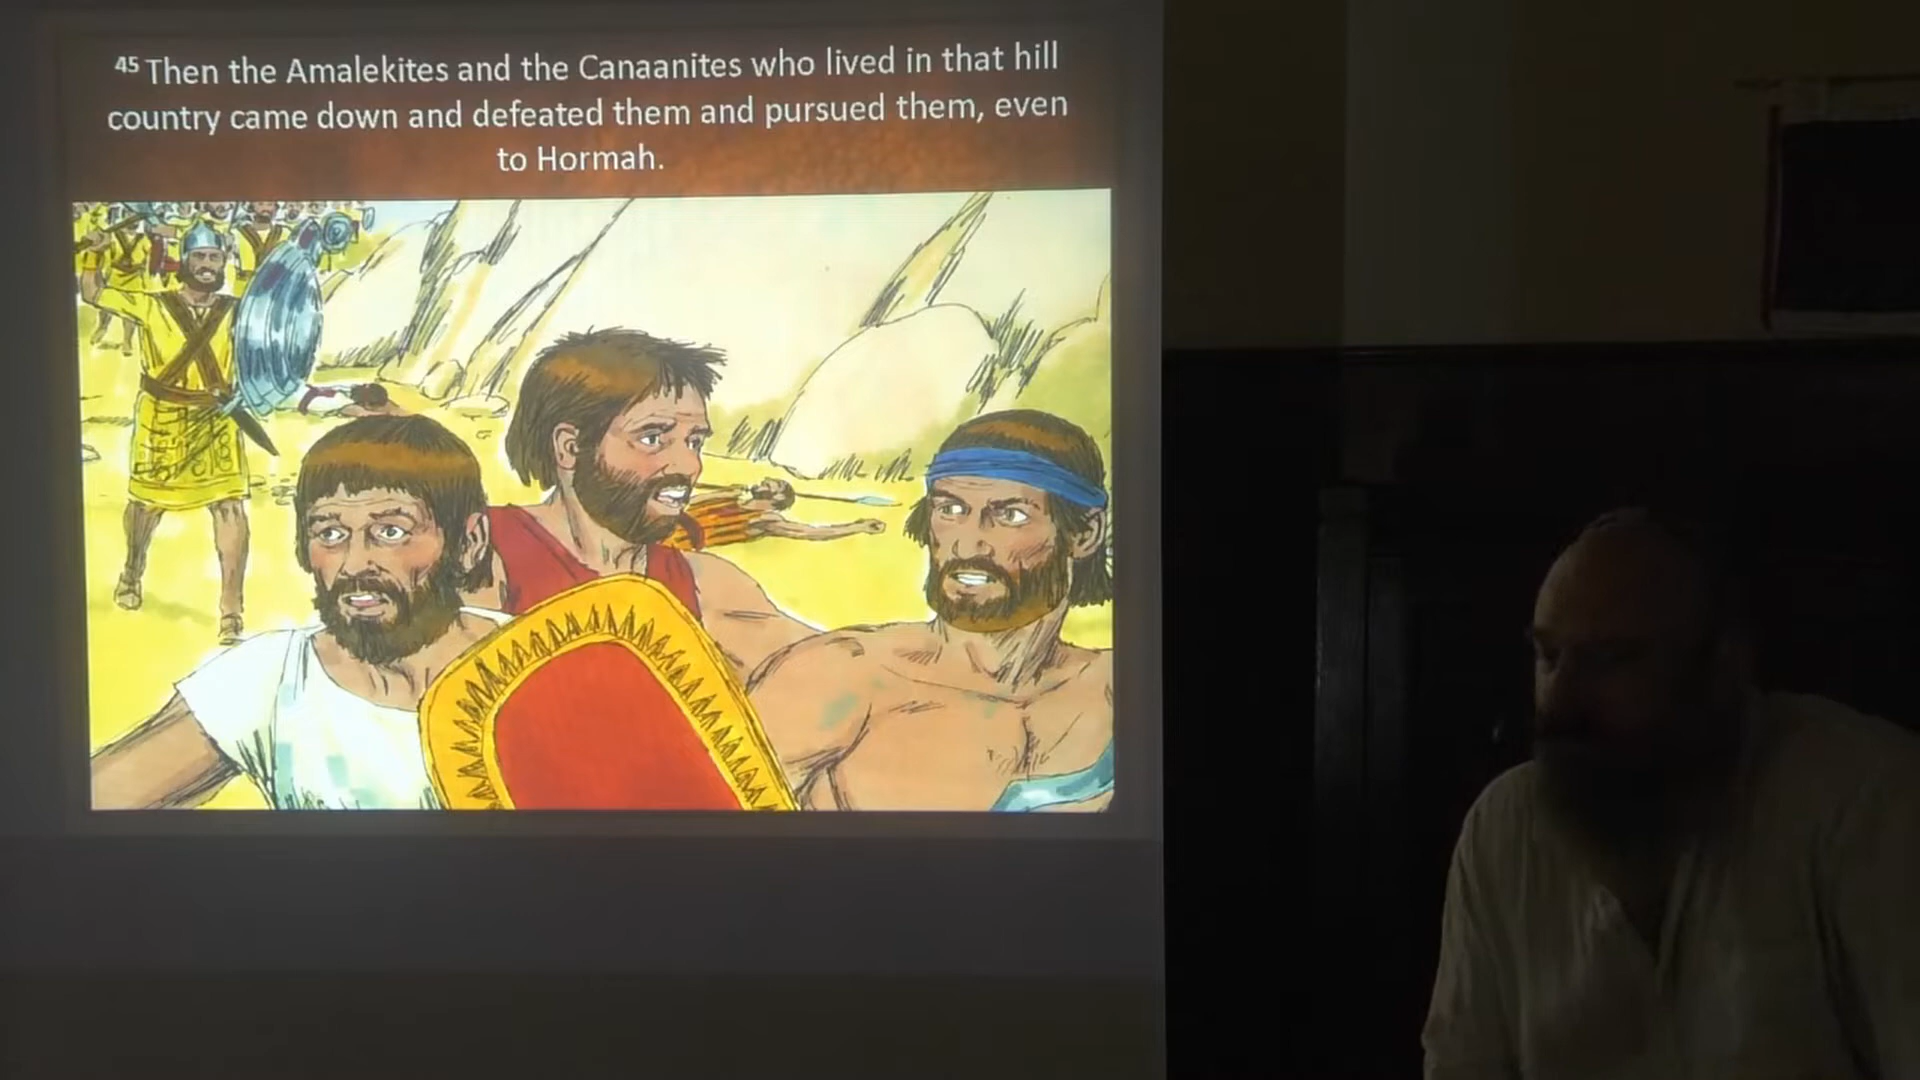 45 Then the Amalekites and the Canaanites who lived in that hill
country came down and defeated them and pursued them, even
to Hormah.